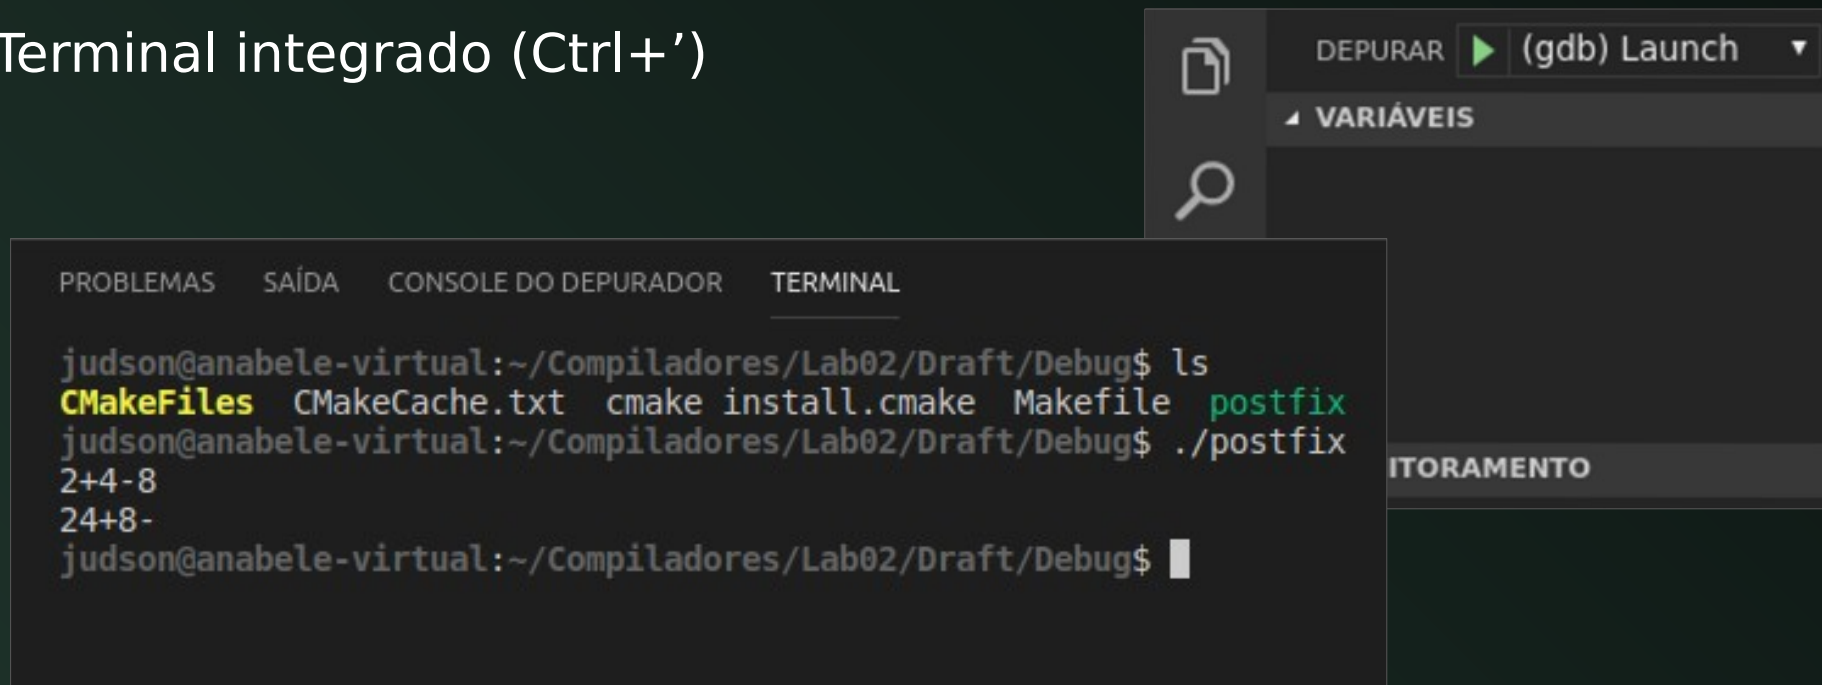 Terminal integrado (Ctrl+’)
DEPURAR (gdb) Launch
VARIÁVEIS
ITORAMENTO
PROBLEMAS SAÍDA CONSOLE DO DEPURADOR TERMINAL
judson@anabele-virtual:~/Compiladores/Lab02/Draft/Debug$ ls
CMakeFiles CMakeCache.txt cmake install.cmake Makefile postfix
judson@anabele-virtual:~/Compiladores/Lab02/Draft/Debug$ ./postfix
2+4-8
24+8-
judson@anabele-virtual:~/Compiladores/Lab02/Draft/Debug$